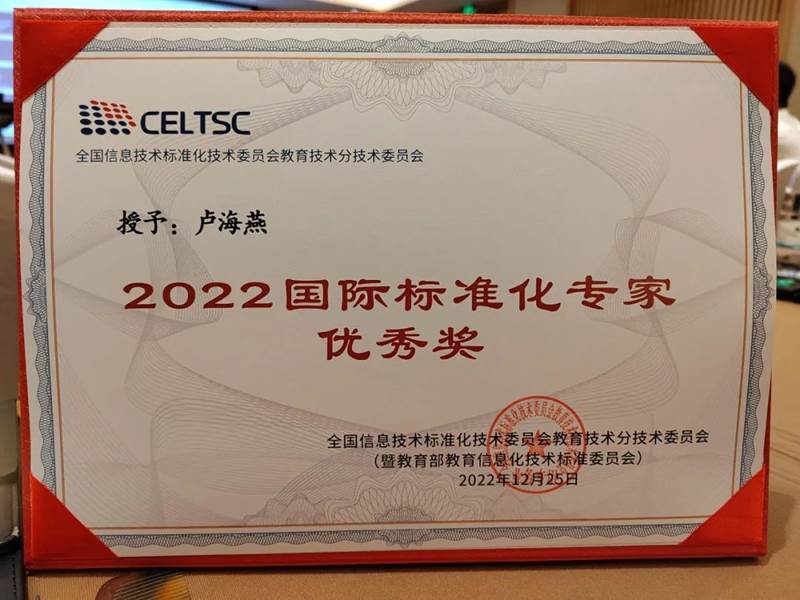 CELTSC
全国信息技术标准化技术委员会教育技术分技术委员会
授予：卢海燕
2022国际标准化专家
优秀奖
全国信息技术标准化技术委员会教育技术分技术委员会
（暨教育部教育信息化技术标准委员会）
2022年12月25日